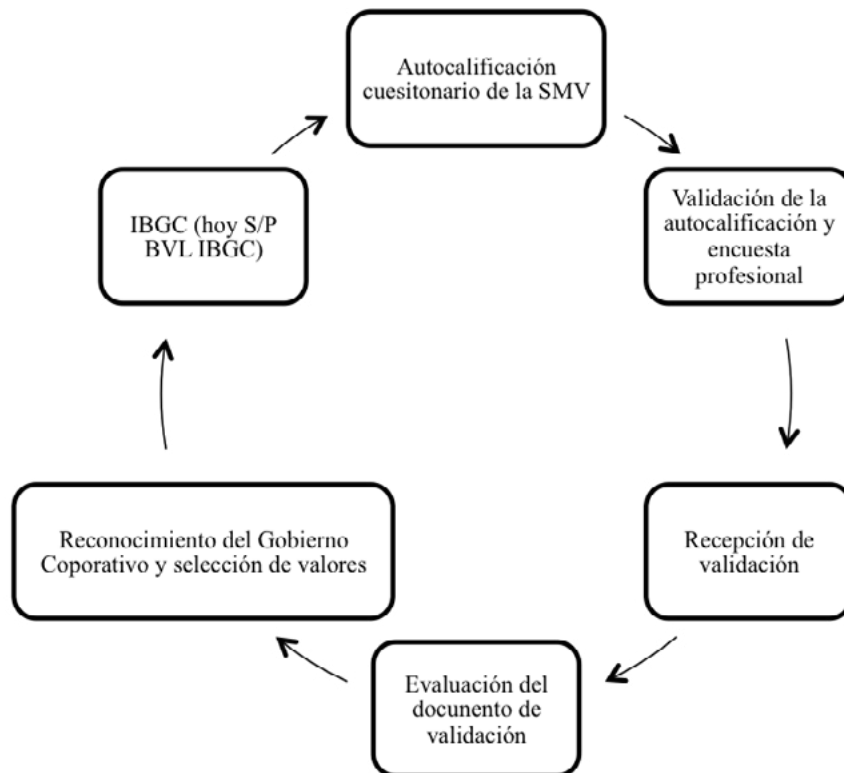 Autocalificación
cuesitonario de la SMV
Validación de la
autocalificación y
encuesta
profesional
Recepción de
validación
Evaluación del
docunento de
validación
Reconocimiento del Gobierno
Coporativo y selección de valores
IBGC (hoy S/P
BVL IBGC)